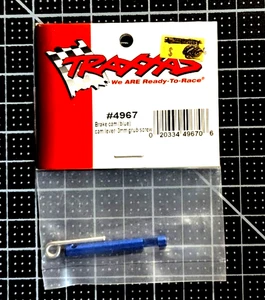 $
TRAXXAS
We ARE Ready-To-Race!
#4967
Brake cam (blue)
cam lever 3mm grub screw
0 20334 49670 6